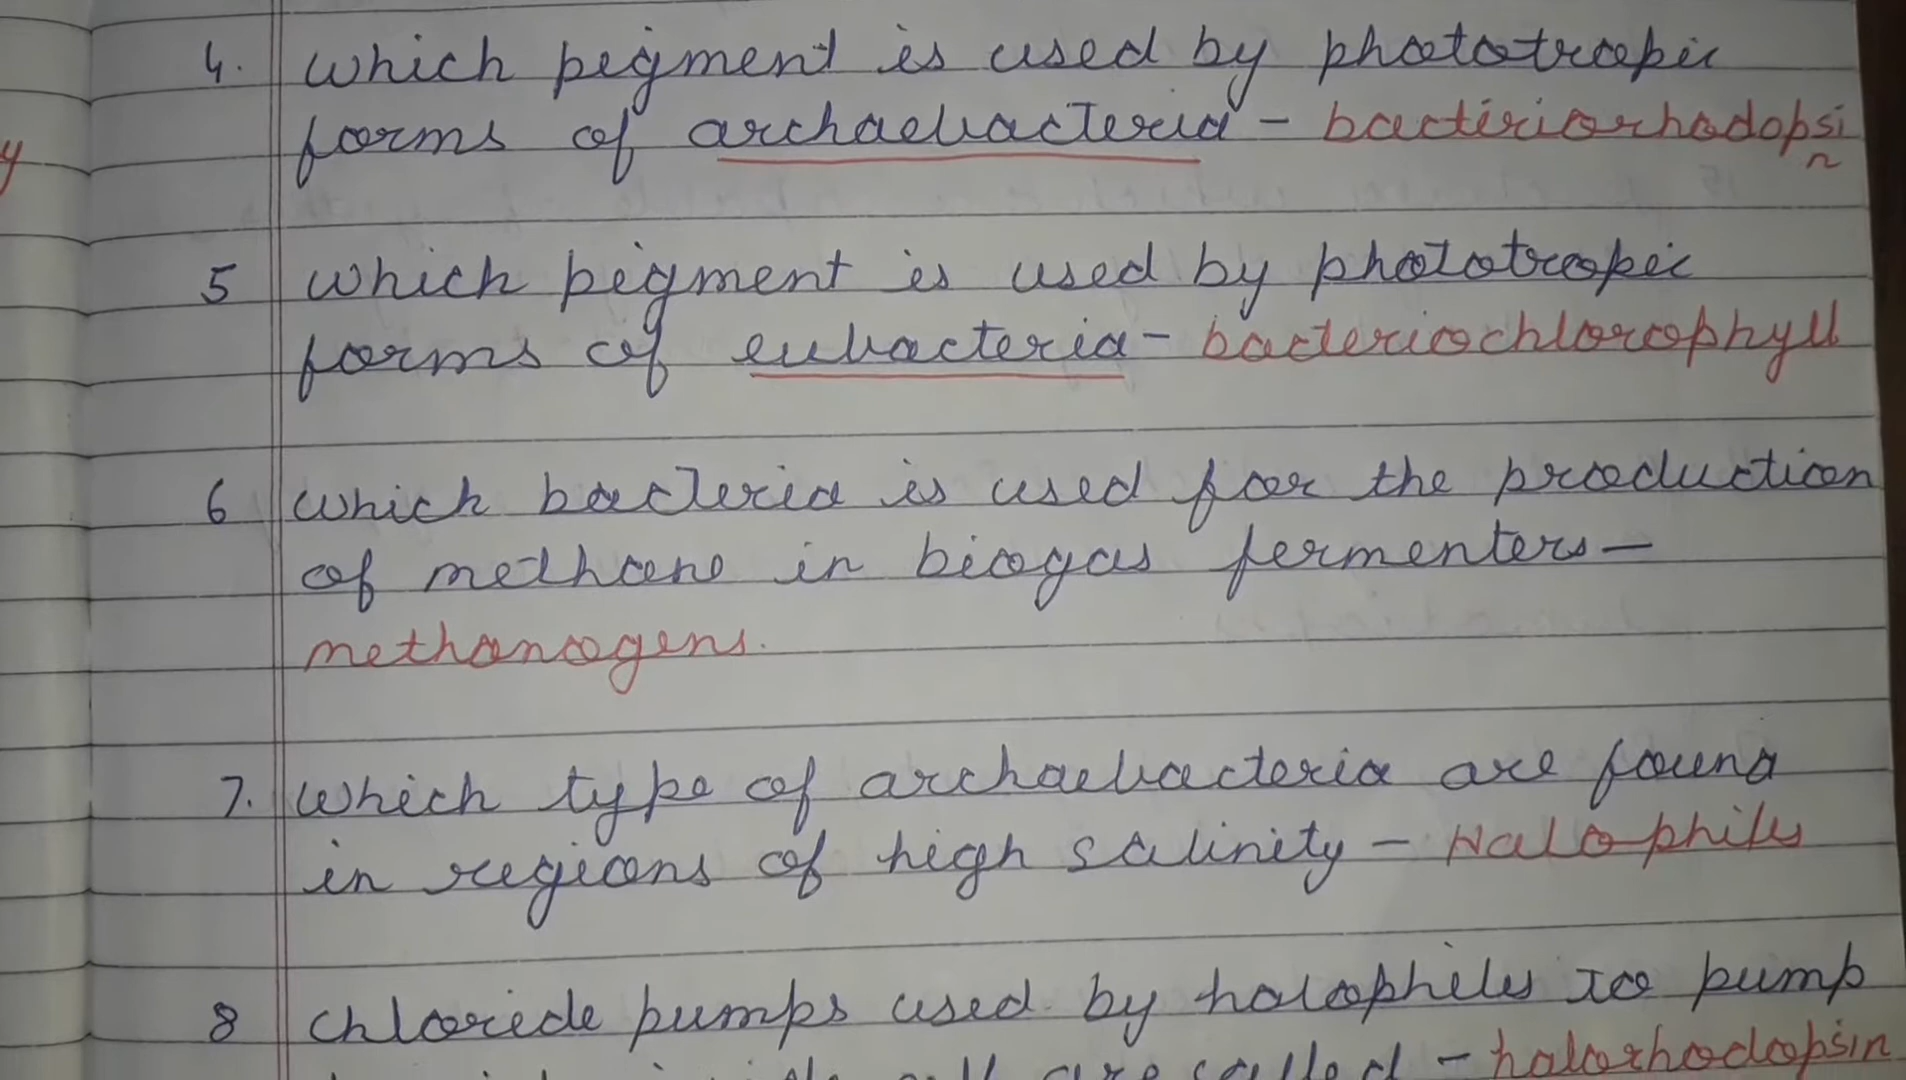 4. which pigment is used by phototropic
forms of archaebacteria - bacteriorhodopsi
n
5 which pigment is used by phototropic
forms of eubacteria - bacteriochlorophyll
6 which bacteria is used for the production
of methane in biogas fermenters -
methanogens.
7. which type of archaebacteria are found
in regions of high salinity - Halophiles
8 chloride pumps used by halophiles to pump
are called - halorhodopsin
y